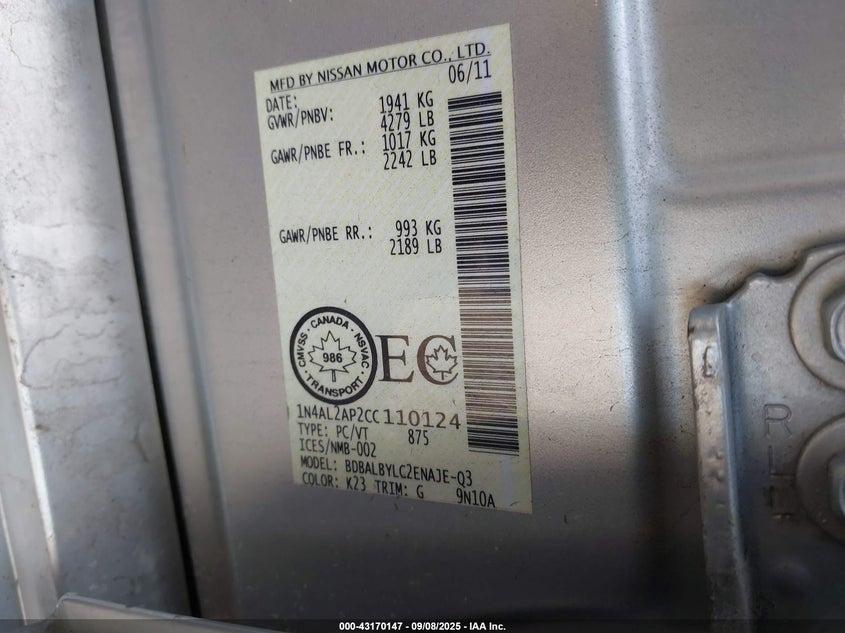 MFD BY NISSAN MOTOR CO., LTD.
DATE: 06/11
GVWR/PNBV: 1941 KG
4279 LB
GAWR/PNBE FR.: 1017 KG
2242 LB
GAWR/PNBE RR.: 993 KG
2189 LB
CMVSS · CANADA · NSVAC
986
· TRANSPORT ·
EC
1N4AL2AP2CC110124
TYPE: PC/VT 875
ICES/NMB-002
MODEL: BDBALBYLC2ENAJE-Q3
COLOR: K23 TRIM: G 9N10A
000-43170147 - 09/08/2025 - IAA Inc.